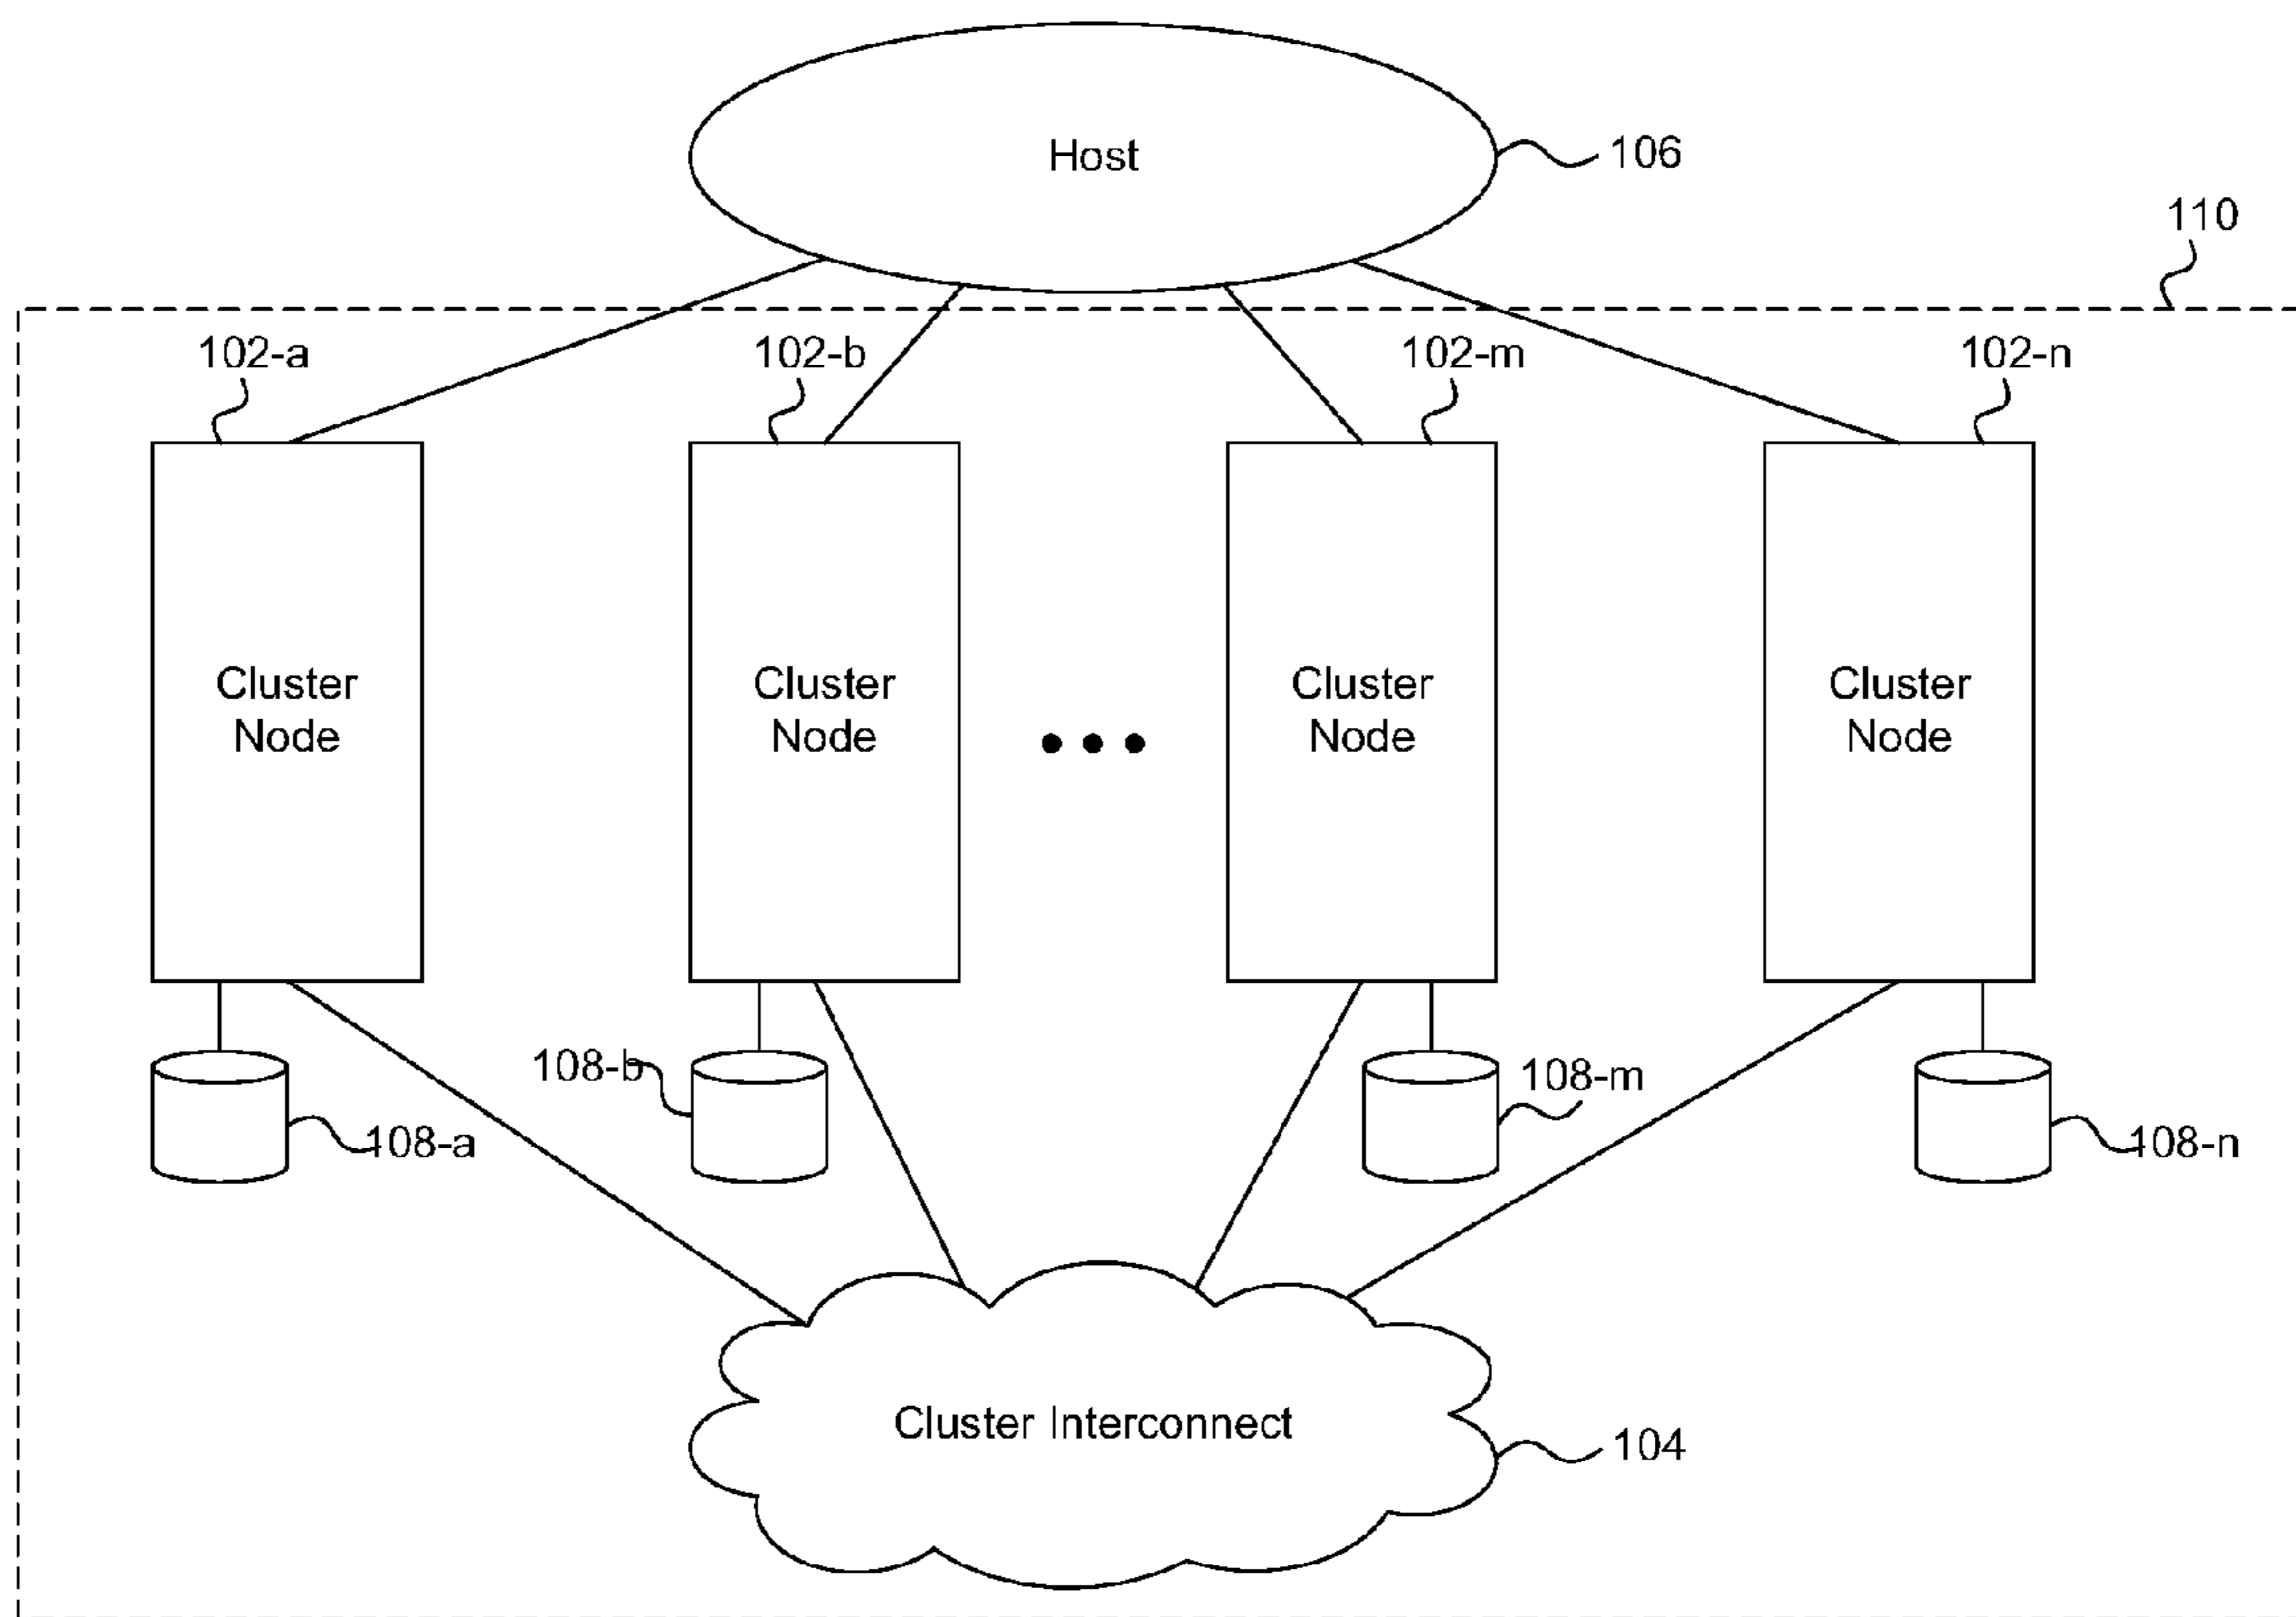 Host
106
110
102-a
102-b
102-m
102-n
Cluster
Node
Cluster
Node
Cluster
Node
Cluster
Node
108-b
108-m
108-a
108-n
Cluster Interconnect
104